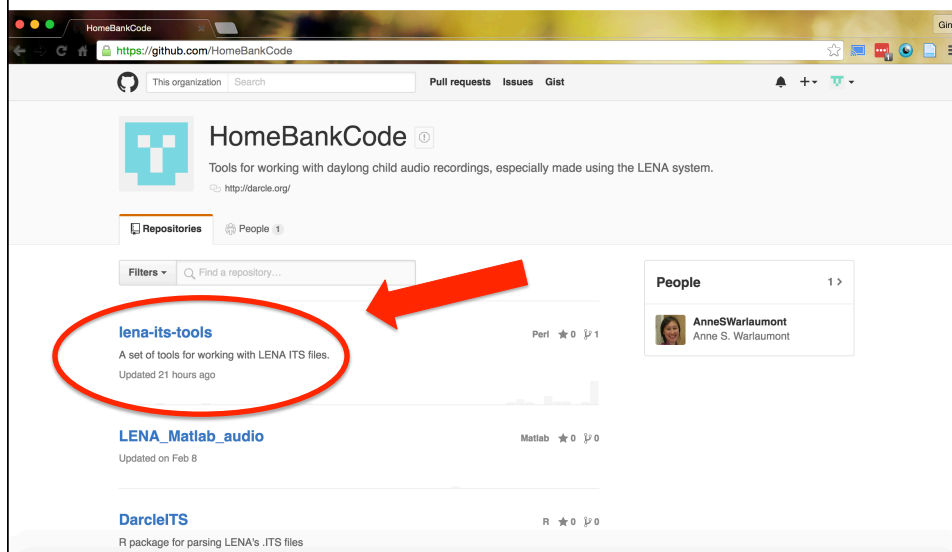 HomeBankCode
Gin
https://github.com/HomeBankCode
This organization Search Pull requests Issues Gist
HomeBankCode
Tools for working with daylong child audio recordings, especially made using the LENA system.
http://darcle.org/
Repositories People 1
Filters Find a repository…
People 1
AnneSWarlaumont
Anne S. Warlaumont
lena-its-tools Perl 0 1
A set of tools for working with LENA ITS files.
Updated 21 hours ago
LENA_Matlab_audio Matlab 0 0
Updated on Feb 8
DarcleITS R 0 0
R package for parsing LENA's .ITS files